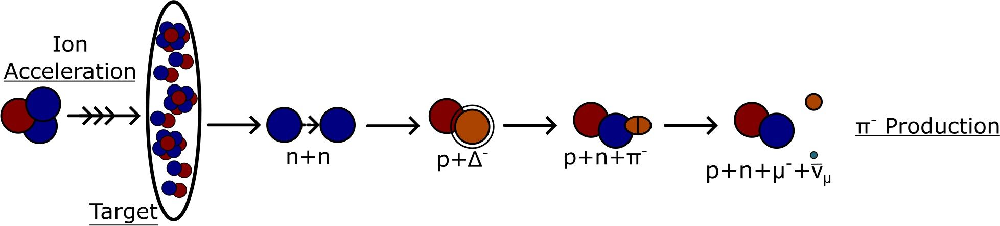 Ion
Acceleration
Target
n+n
p+Δ⁻
p+n+π⁻
p+n+μ⁻+ν̅μ
π⁻ Production